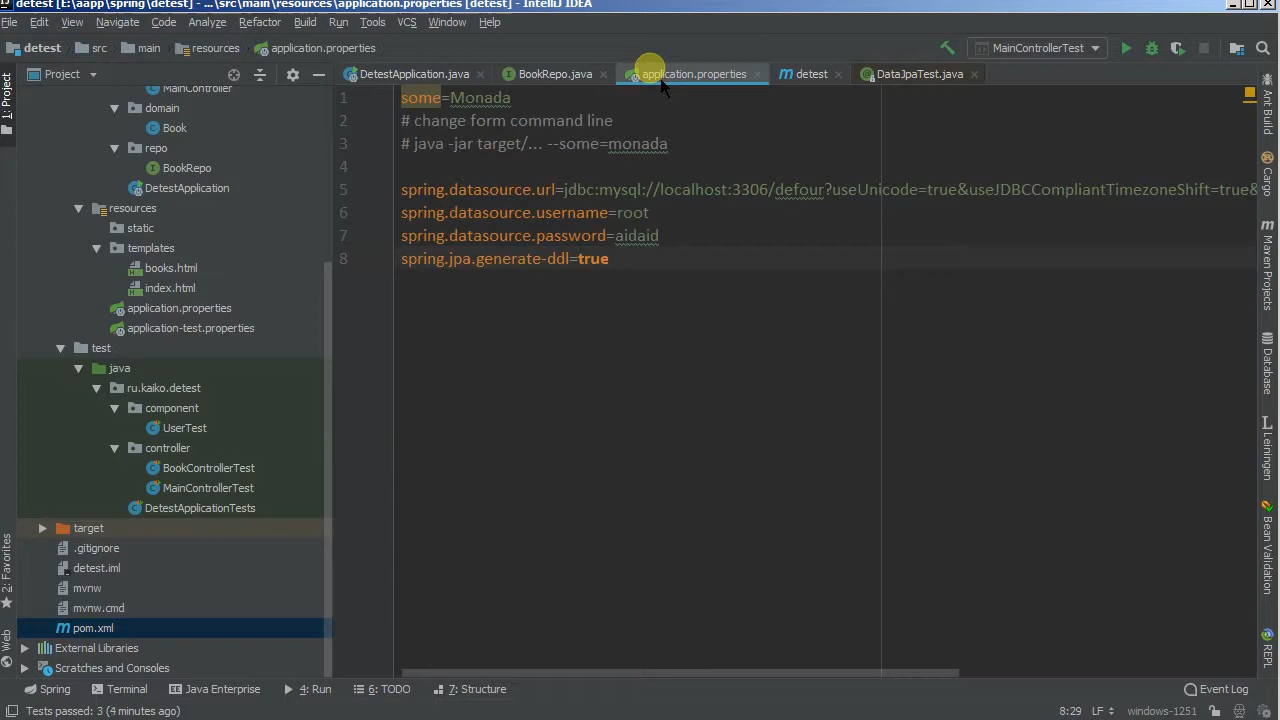 detest [E:\aapp\spring\detest] - ...\src\main\resources\application.properties [detest] - IntelliJ IDEA
File Edit View Navigate Code Analyze Refactor Build Run Tools VCS Window Help
detest src main resources application.properties MainControllerTest
Project DetestApplication.java BookRepo.java application.properties detest DataJpaTest.java
1: Project
MainController
domain
Book
repo
BookRepo
DetestApplication
resources
static
templates
books.html
index.html
application.properties
application-test.properties
test
java
ru.kaiko.detest
component
UserTest
controller
BookControllerTest
MainControllerTest
DetestApplicationTests
target
.gitignore
detest.iml
mvnw
mvnw.cmd
pom.xml
External Libraries
Scratches and Consoles
2: Favorites
Web
1 some=Monada
2 # change form command line
3 # java -jar target/... --some=monada
4
5 spring.datasource.url=jdbc:mysql://localhost:3306/defour?useUnicode=true&useJDBCCompliantTimezoneShift=true&
6 spring.datasource.username=root
7 spring.datasource.password=aidaid
8 spring.jpa.generate-ddl=true
Ant Build
Cargo
Maven Projects
Database
Leiningen
Bean Validation
REPL
Spring Terminal Java Enterprise 4: Run 6: TODO 7: Structure Event Log
Tests passed: 3 (4 minutes ago) 8:29 LF windows-1251